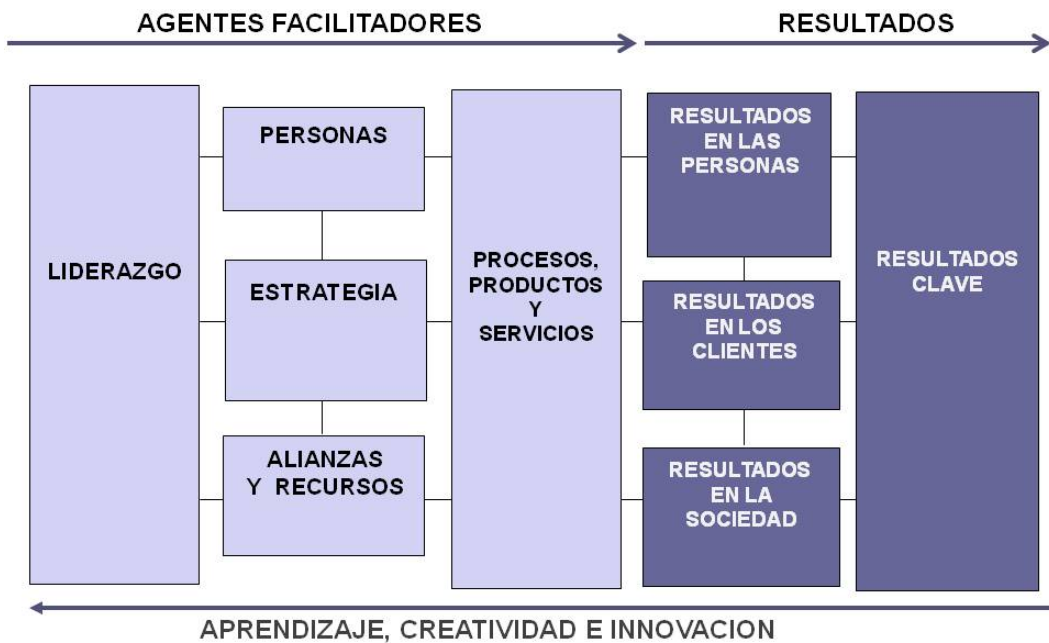 AGENTES FACILITADORES
RESULTADOS
LIDERAZGO
PERSONAS
ESTRATEGIA
ALIANZAS
Y RECURSOS
PROCESOS,
PRODUCTOS
Y
SERVICIOS
RESULTADOS
EN LAS
PERSONAS
RESULTADOS
EN LOS
CLIENTES
RESULTADOS
EN LA
SOCIEDAD
RESULTADOS
CLAVE
APRENDIZAJE, CREATIVIDAD E INNOVACION